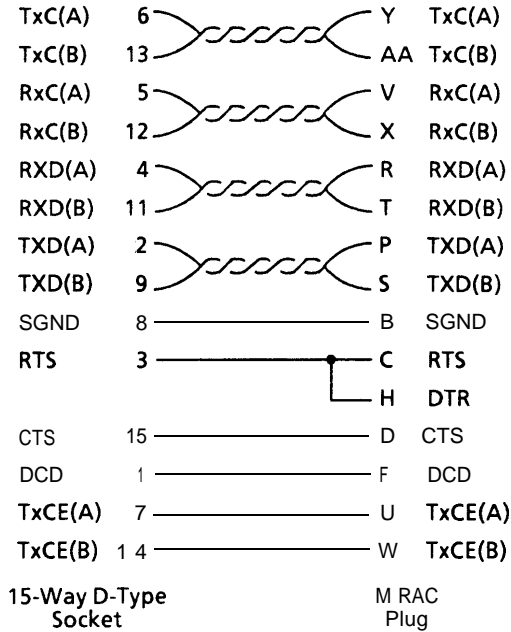 TxC(A) 6 Y TxC(A)
TxC(B) 13 AA TxC(B)
RxC(A) 5 V RxC(A)
RxC(B) 12 X RxC(B)
RXD(A) 4 R RXD(A)
RXD(B) 11 T RXD(B)
TXD(A) 2 P TXD(A)
TXD(B) 9 S TXD(B)
SGND 8 B SGND
RTS 3 C RTS
H DTR
CTS 15 D CTS
DCD 1 F DCD
TxCE(A) 7 U TxCE(A)
TxCE(B) 1 4 W TxCE(B)
15-Way D-Type M RAC
Socket Plug